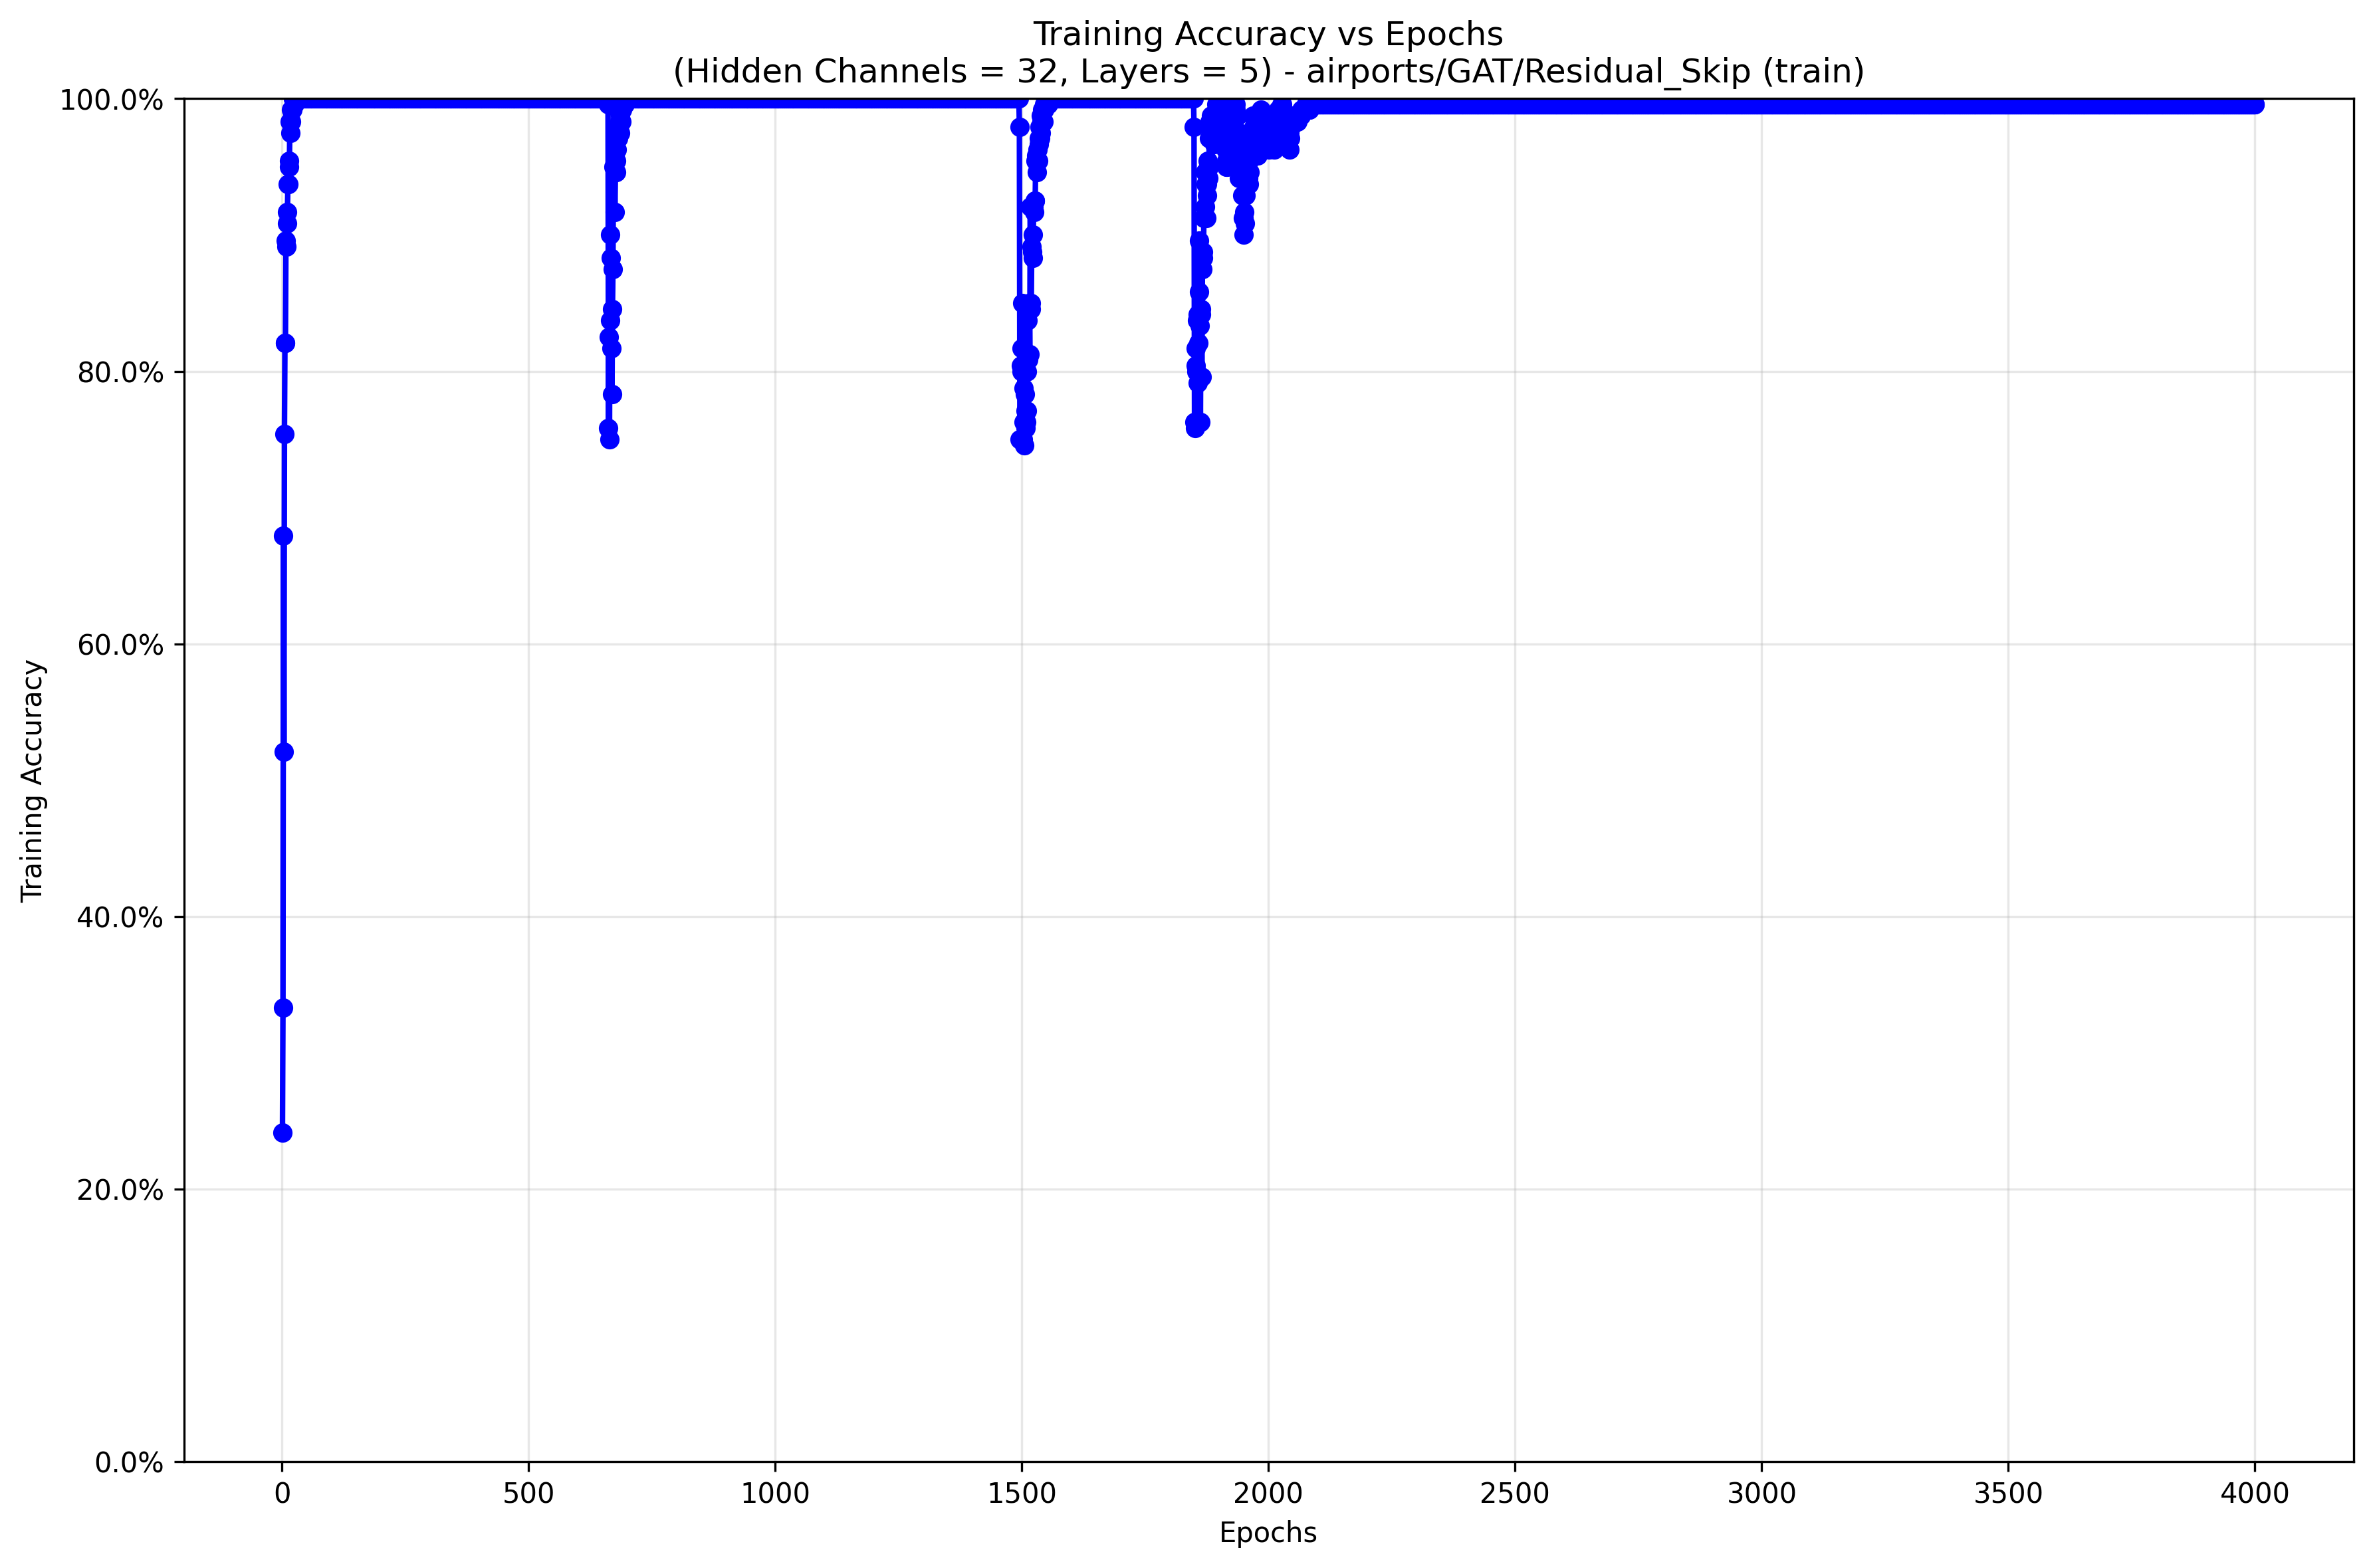 Training Accuracy vs Epochs
(Hidden Channels = 32, Layers = 5) - airports/GAT/Residual_Skip (train)
Training Accuracy
100.0%
80.0%
60.0%
40.0%
20.0%
0.0%
0 500 1000 1500 2000 2500 3000 3500 4000
Epochs